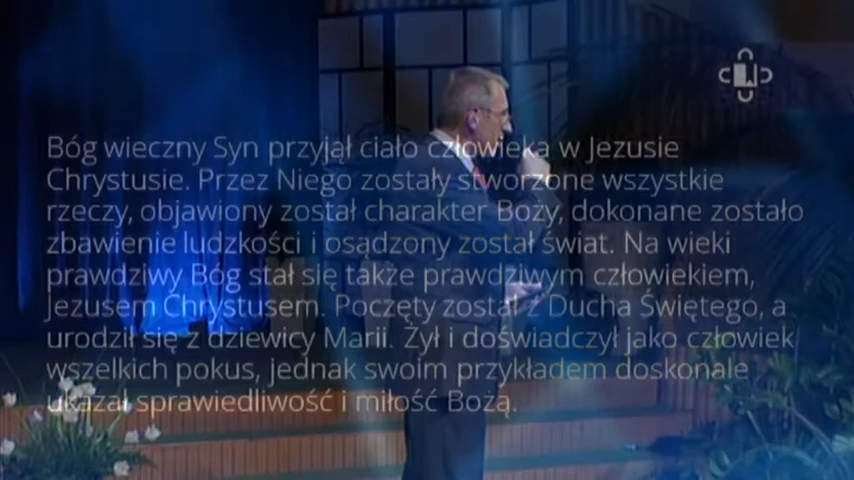 Bóg wieczny Syn przyjął ciało człowieka w Jezusie
Chrystusie. Przez Niego zostały stworzone wszystkie
rzeczy, objawiony został charakter Boży, dokonane zostało
zbawienie ludzkości i osądzony został świat. Na wieki
prawdziwy Bóg stał się także prawdziwym człowiekiem,
Jezusem Chrystusem. Poczęty został z Ducha Świętego, a
urodził się z dziewicy Marii. Żył i doświadczył jako człowiek
wszelkich pokus, jednak swoim przykładem doskonale
ukazał sprawiedliwość i miłość Bożą.